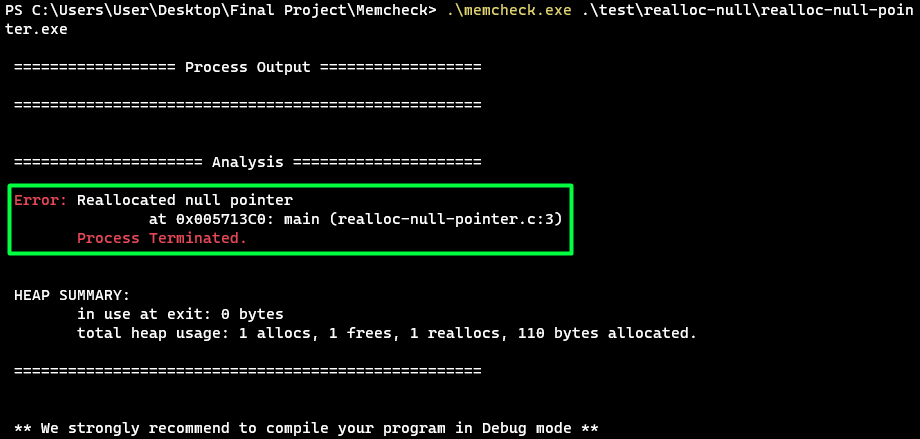 PS C:\Users\User\Desktop\Final Project\Memcheck> .\memcheck.exe .\test\realloc-null\realloc-null-poin
ter.exe
================== Process Output ==================
====================================================
===================== Analysis =====================
Error: Reallocated null pointer
at 0x005713C0: main (realloc-null-pointer.c:3)
Process Terminated.
HEAP SUMMARY:
in use at exit: 0 bytes
total heap usage: 1 allocs, 1 frees, 1 reallocs, 110 bytes allocated.
====================================================
** We strongly recommend to compile your program in Debug mode **